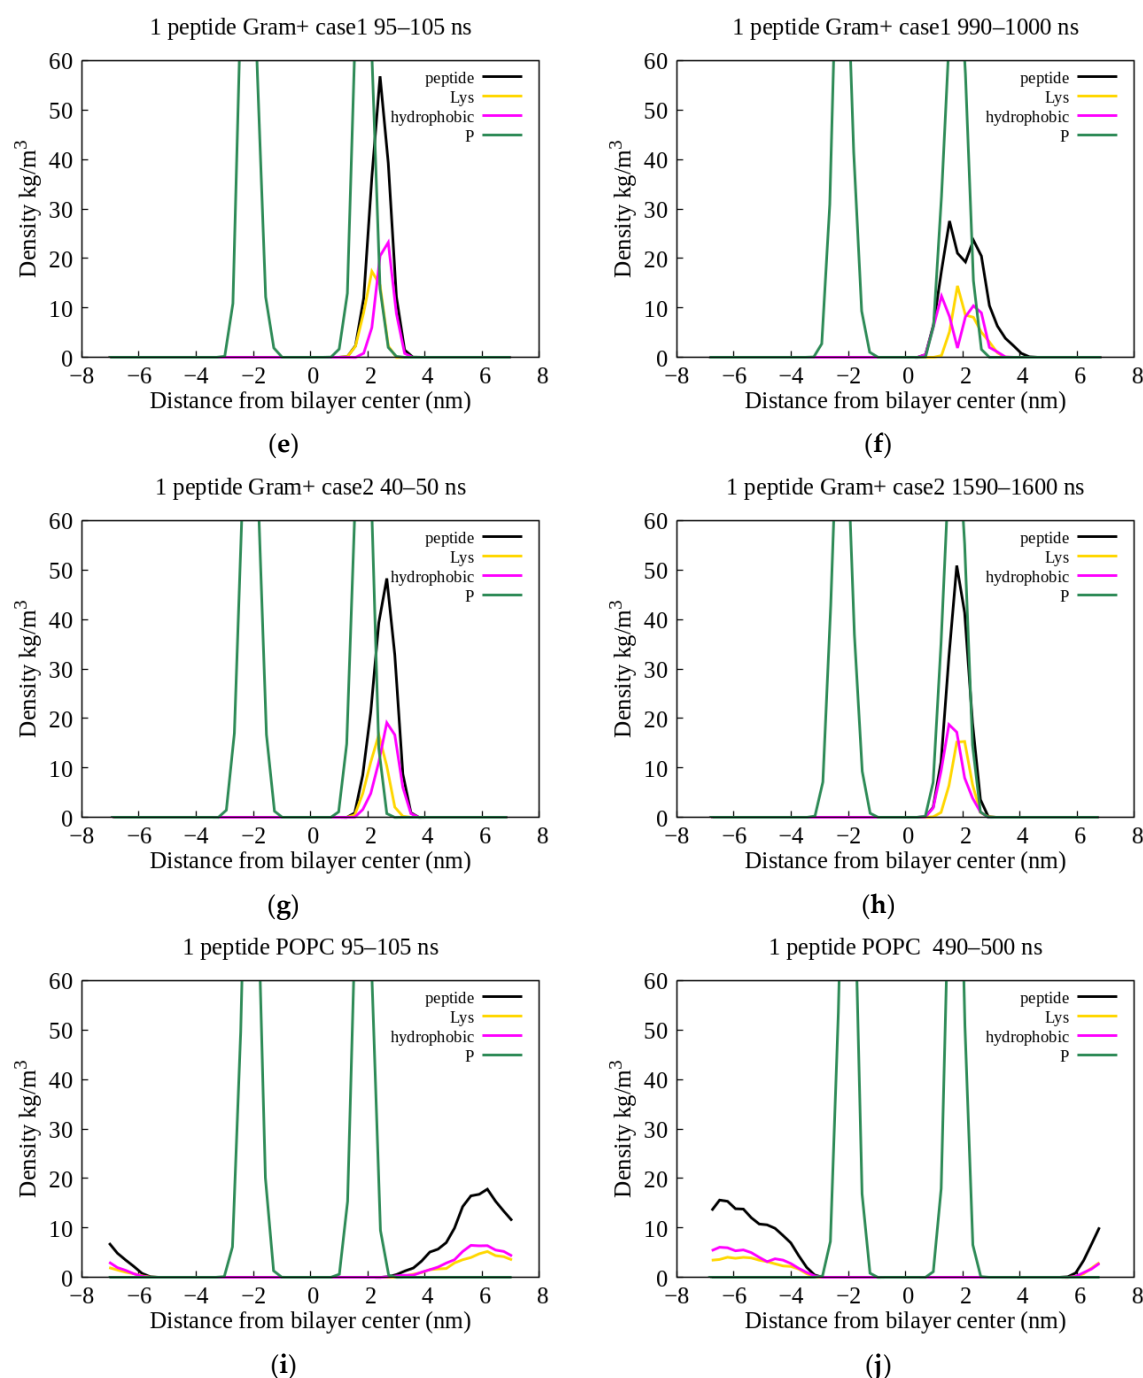 1 peptide Gram+ case1 95–105 ns
60
50
40
30
20
10
0
Density kg/m3
peptide
Lys
hydrophobic
P
−8 −6 −4 −2 0 2 4 6 8
Distance from bilayer center (nm)
(e)
1 peptide Gram+ case1 990–1000 ns
60
50
40
30
20
10
0
Density kg/m3
peptide
Lys
hydrophobic
P
−8 −6 −4 −2 0 2 4 6 8
Distance from bilayer center (nm)
(f)
1 peptide Gram+ case2 40–50 ns
60
50
40
30
20
10
0
Density kg/m3
peptide
Lys
hydrophobic
P
−8 −6 −4 −2 0 2 4 6 8
Distance from bilayer center (nm)
(g)
1 peptide Gram+ case2 1590–1600 ns
60
50
40
30
20
10
0
Density kg/m3
peptide
Lys
hydrophobic
P
−8 −6 −4 −2 0 2 4 6 8
Distance from bilayer center (nm)
(h)
1 peptide POPC 95–105 ns
60
50
40
30
20
10
0
Density kg/m3
peptide
Lys
hydrophobic
P
−8 −6 −4 −2 0 2 4 6 8
Distance from bilayer center (nm)
(i)
1 peptide POPC 490–500 ns
60
50
40
30
20
10
0
Density kg/m3
peptide
Lys
hydrophobic
P
−8 −6 −4 −2 0 2 4 6 8
Distance from bilayer center (nm)
(j)